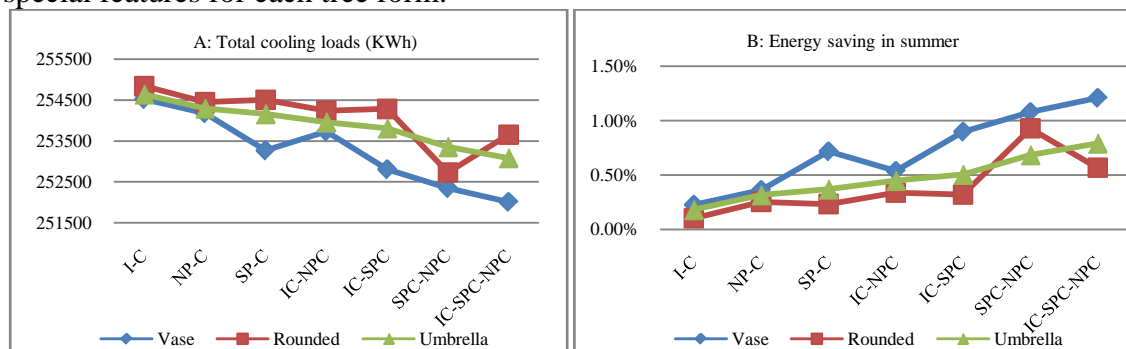 special features for each tree form.
A: Total cooling loads (KWh)
255500
254500
253500
252500
251500
I-C
NP-C
SP-C
IC-NPC
IC-SPC
SPC-NPC
IC-SPC-NPC
Vase Rounded Umbrella
B: Energy saving in summer
1.50%
1.00%
0.50%
0.00%
I-C
NP-C
SP-C
IC-NPC
IC-SPC
SPC-NPC
IC-SPC-NPC
Vase Rounded Umbrella